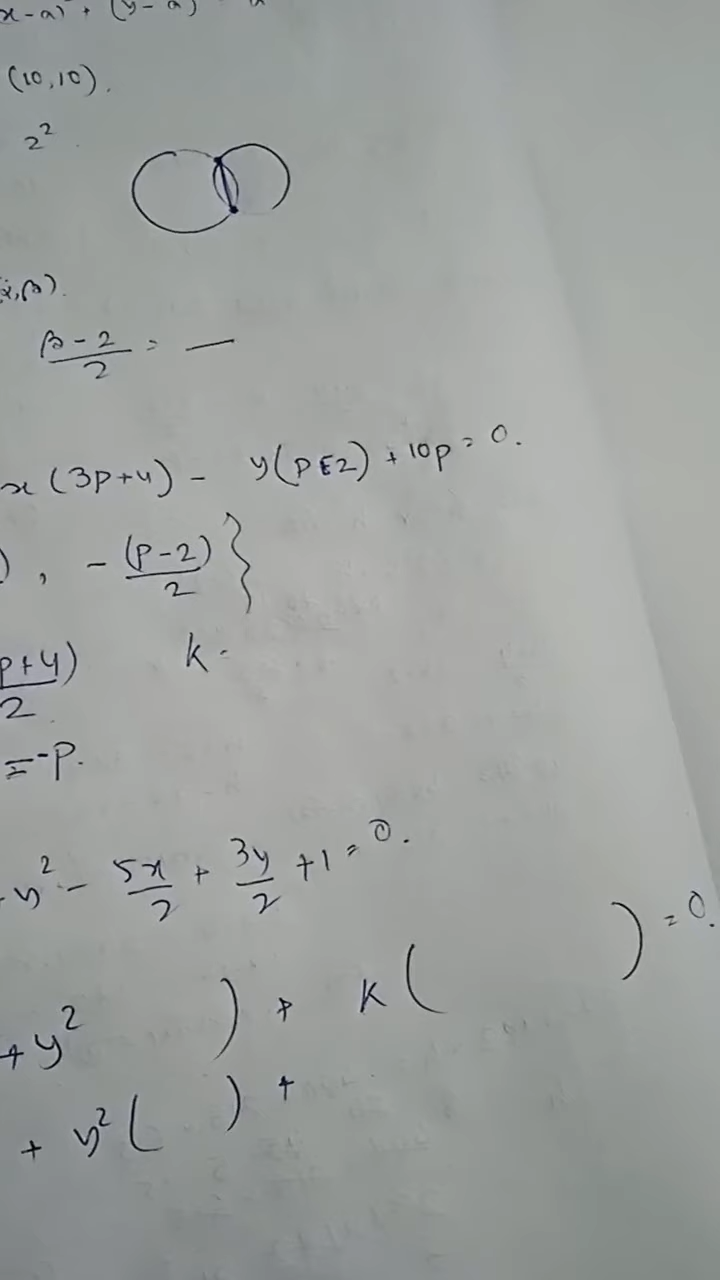 x-a) + (y-a)
(10,10).
2²
,β).
β-2/2 = —
x (3p+4) - y(p-2) + 10p = 0.
) , - (p-2)/2 }
p+4)/2 k =
= -p.
y² - 5x/2 + 3y/2 + 1 = 0.
+ y² ) + k ( ) = 0.
+ y² ( ) +